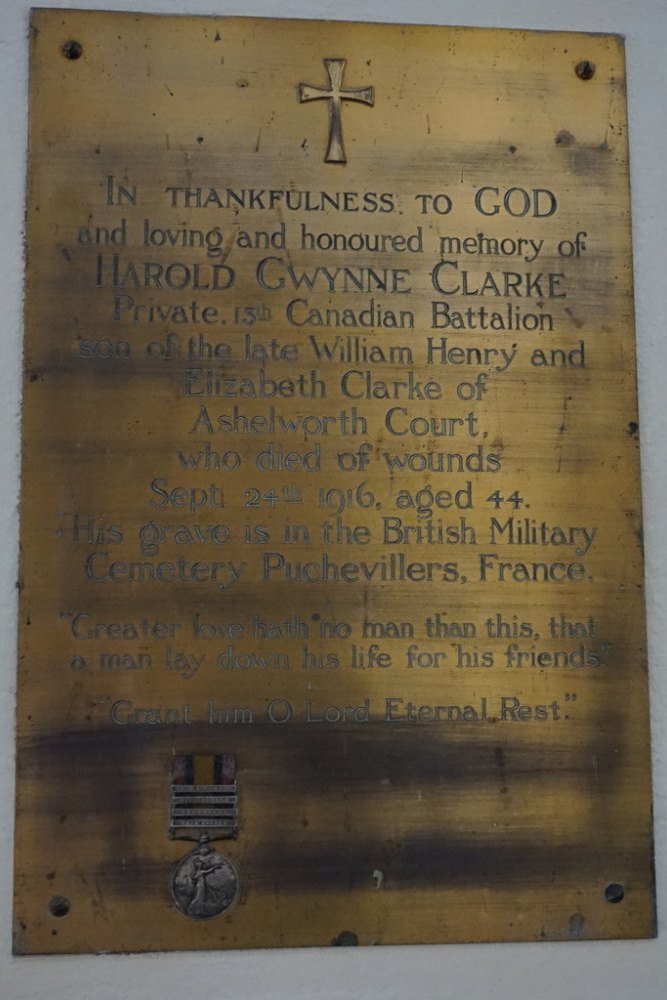 IN THANKFULNESS. TO GOD
and loving and honoured memory of
HAROLD GWYNNE CLARKE
Private. 13th Canadian Battalion
son of the late William Henry and
Elizabeth Clarke of
Ashelworth Court,
who died of wounds
Sept. 24th 1916. aged 44.
His grave is in the British Military
Cemetery Puchevillers, France.
"Greater love hath no man than this, that
a man lay down his life for his friends."
"Grant him O Lord Eternal Rest."